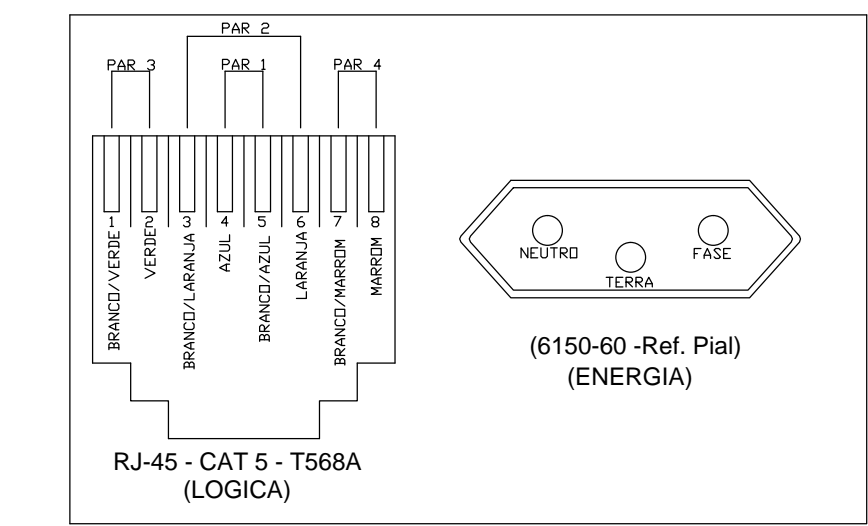 PAR 2
PAR 3
PAR 1
PAR 4
1
2
3
4
5
6
7
8
BRANCO/VERDE
VERDE
BRANCO/LARANJA
AZUL
BRANCO/AZUL
LARANJA
BRANCO/MARROM
MARROM
RJ-45 - CAT 5 - T568A
(LOGICA)
NEUTRO
TERRA
FASE
(6150-60 -Ref. Pial)
(ENERGIA)